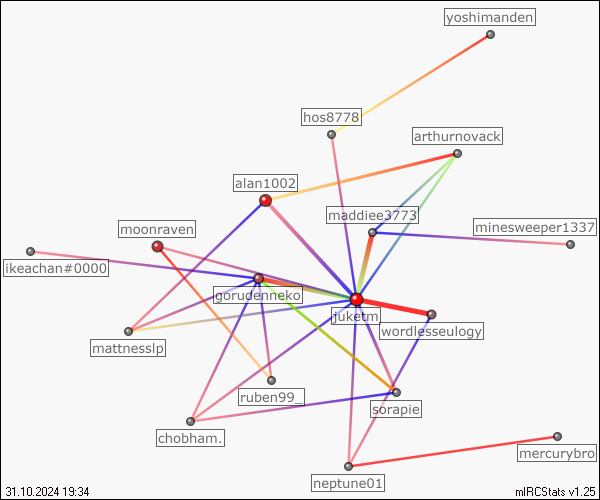 yoshimanden
hos8778
arthurnovack
alan1002
maddiee3773
moonraven
minesweeper1337
ikeachan#0000
gorudenneko
juketm
wordlesseulogy
mattnesslp
ruben99_
sorapie
chobham.
mercurybro
neptune01
31.10.2024 19:34
mIRCStats v1.25